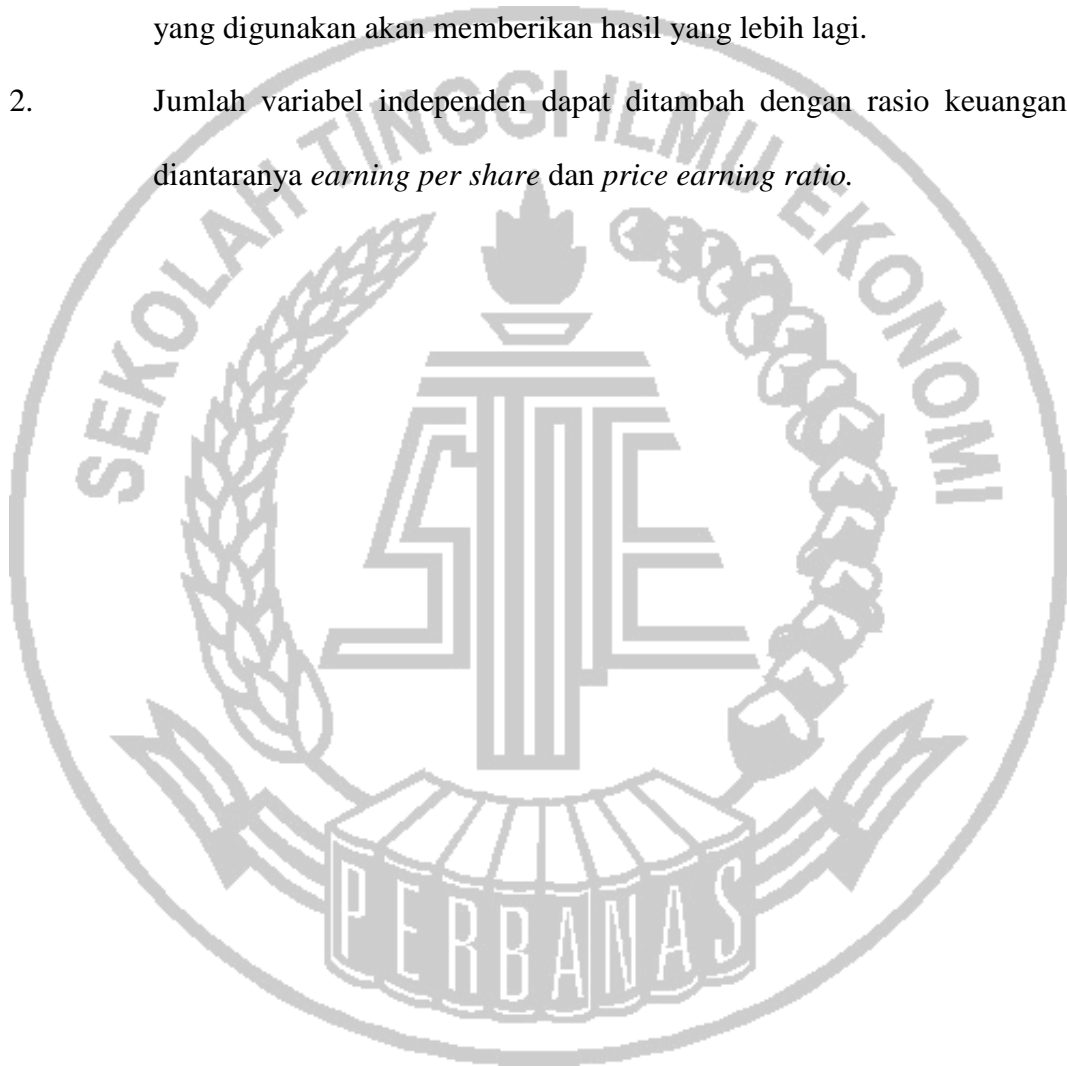 yang digunakan akan memberikan hasil yang lebih lagi.
2. Jumlah variabel independen dapat ditambah dengan rasio keuangan
diantaranya earning per share dan price earning ratio.
SEKOLAH TINGGI ILMU EKONOMI
STIE
PERBANAS